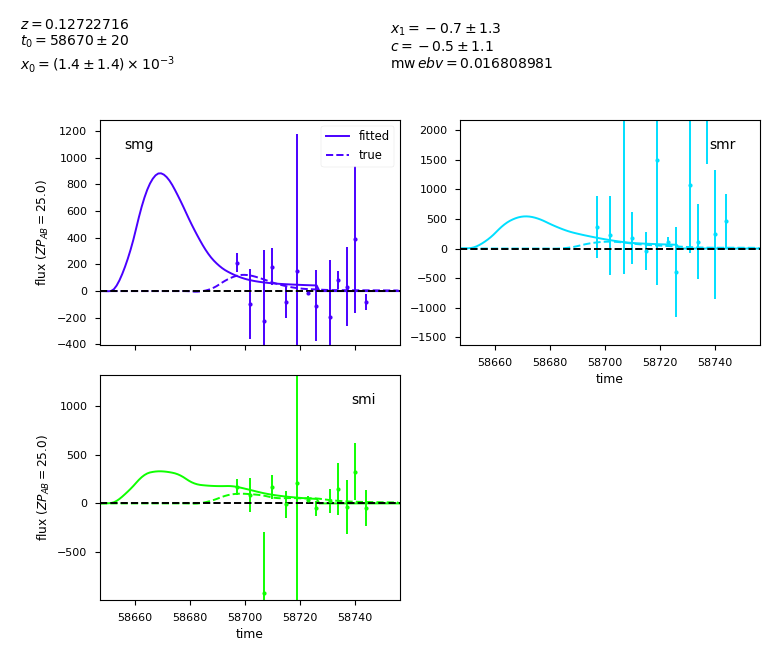 z = 0.12722716
t₀ = 58670 ± 20
x₀ = (1.4 ± 1.4) × 10⁻³
x₁ = −0.7 ± 1.3
c = −0.5 ± 1.1
mw ebv = 0.016808981
smg
fitted
true
1200
1000
800
600
400
200
0
−200
−400
flux (ZP_AB = 25.0)
smr
2000
1500
1000
500
0
−500
−1000
−1500
58660 58680 58700 58720 58740
time
smi
1000
500
0
−500
flux (ZP_AB = 25.0)
58660 58680 58700 58720 58740
time